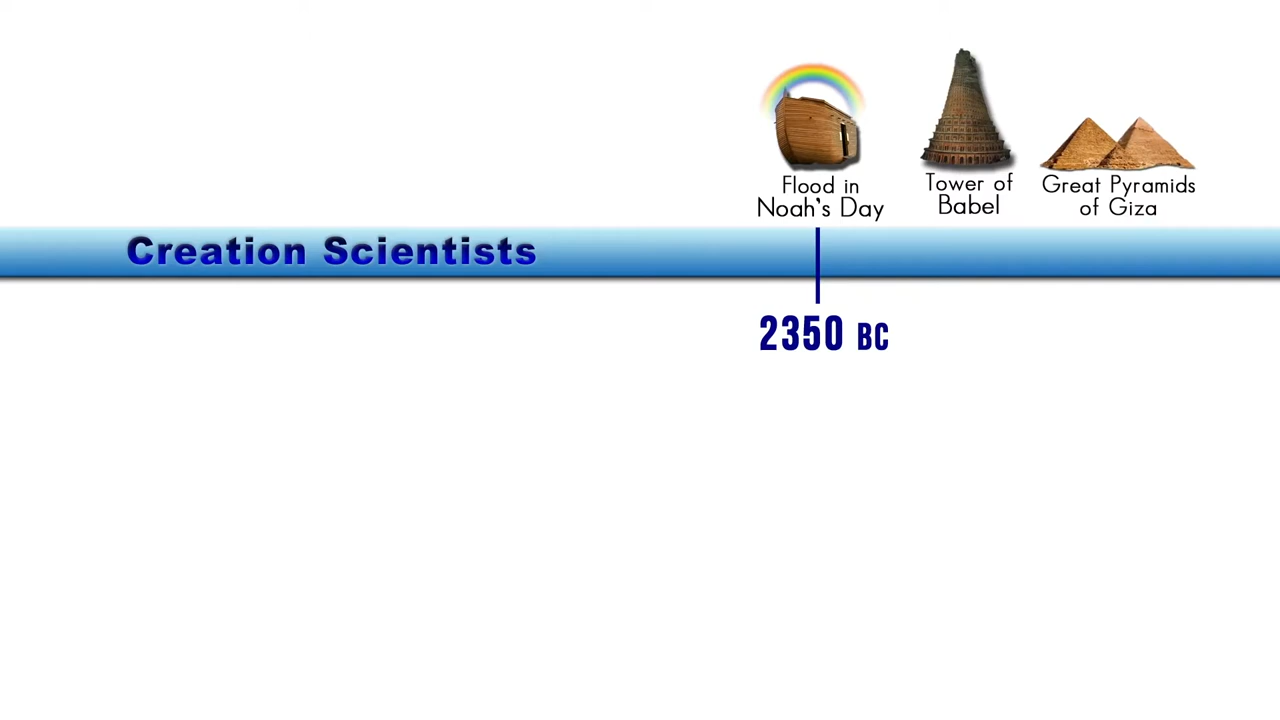 Flood in
Noah's Day
Tower of
Babel
Great Pyramids
of Giza
Creation Scientists
2350 BC